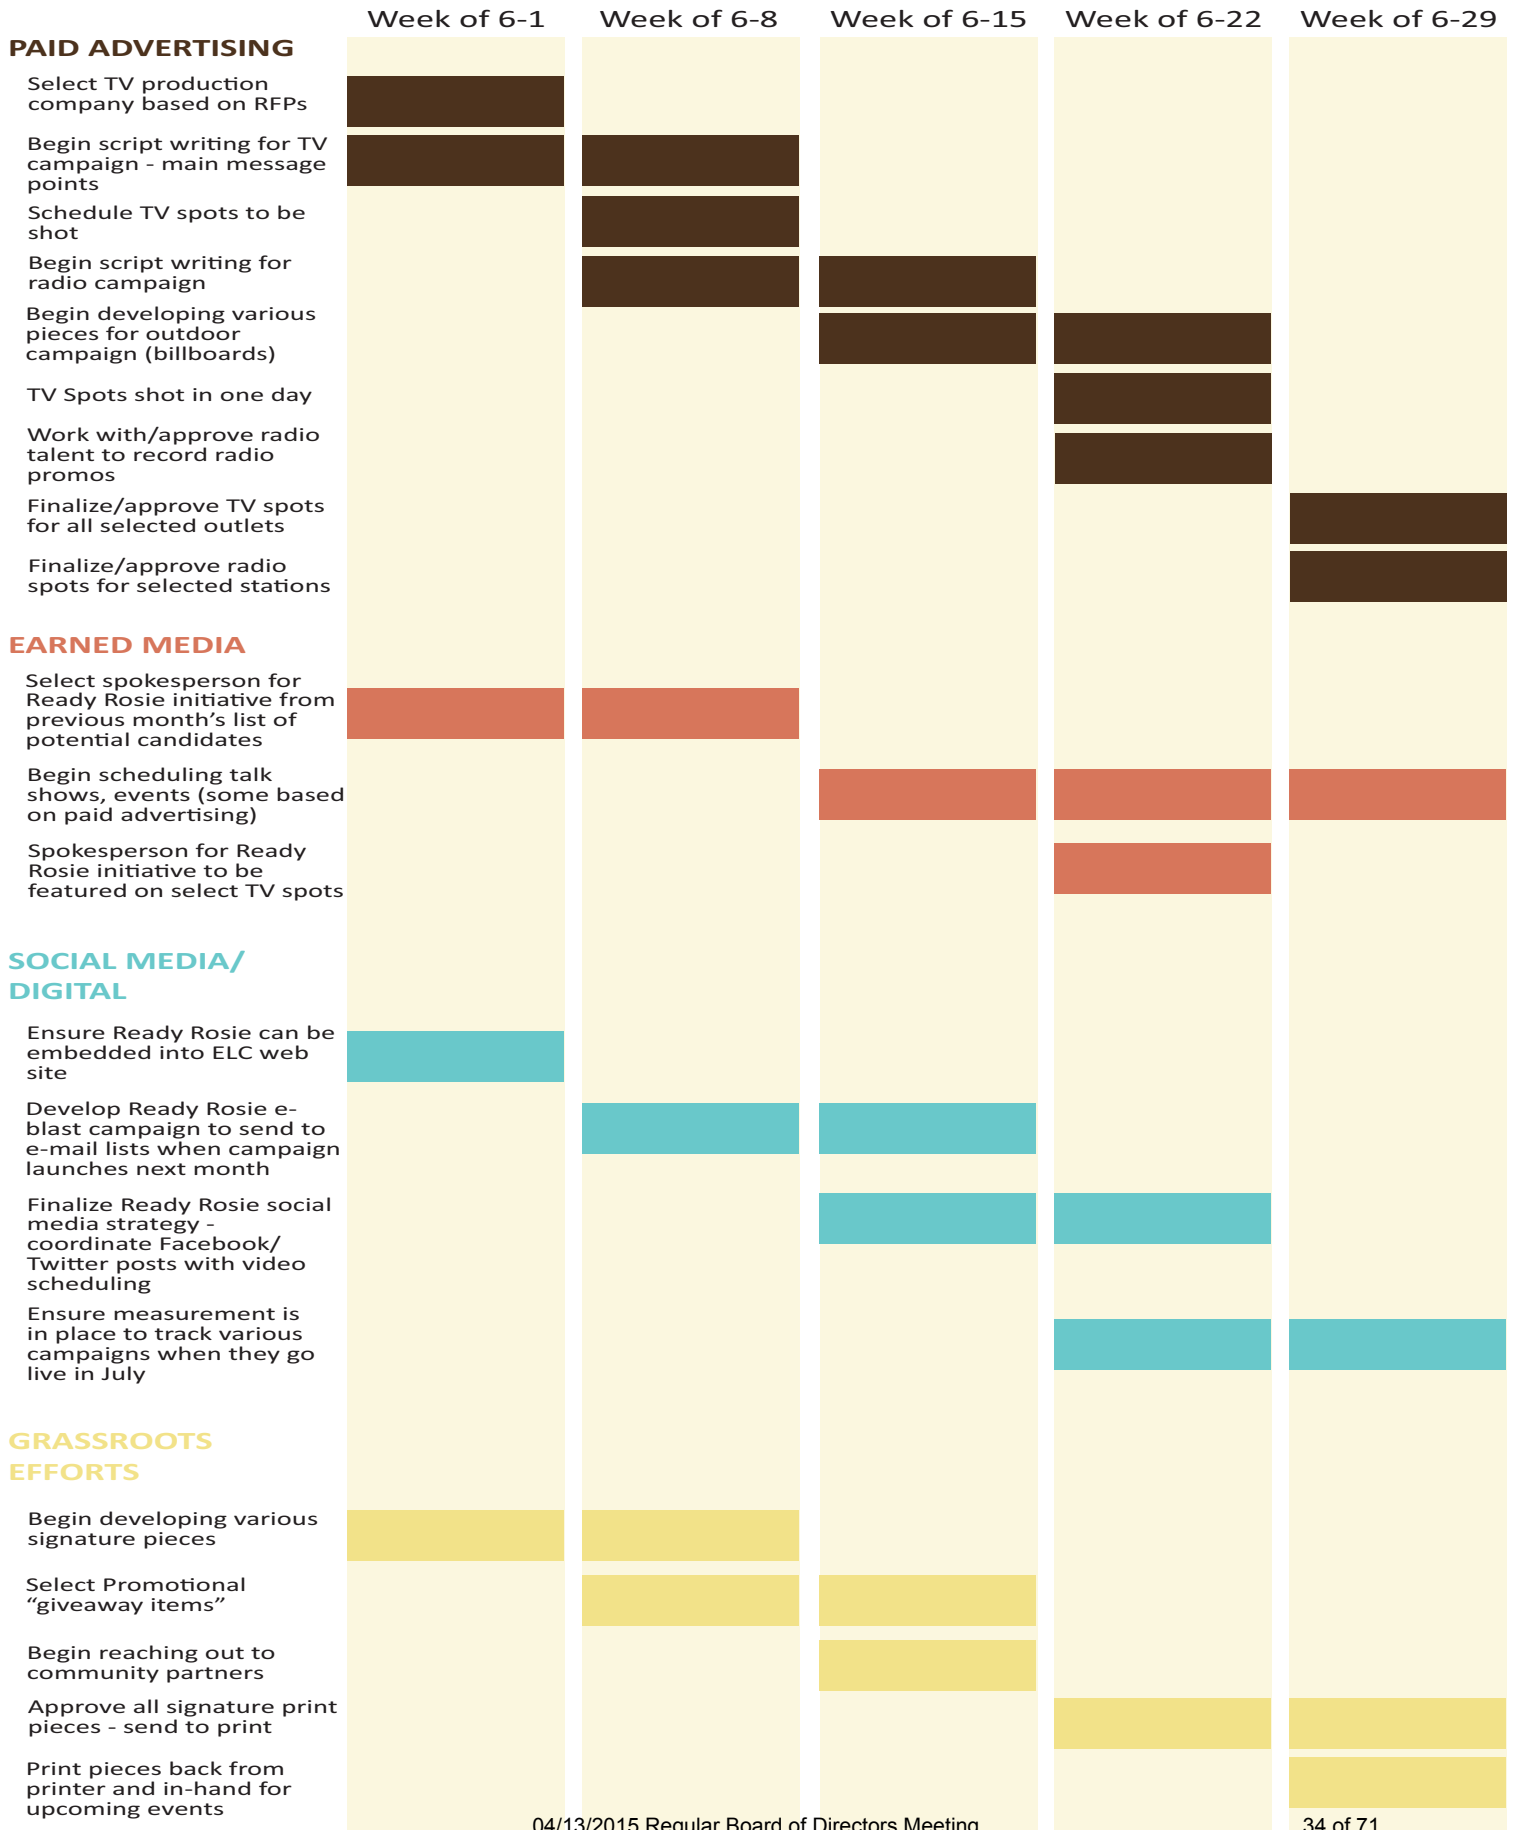 Week of 6-1 Week of 6-8 Week of 6-15 Week of 6-22 Week of 6-29
PAID ADVERTISING
Select TV production
company based on RFPs
Begin script writing for TV
campaign - main message
points
Schedule TV spots to be
shot
Begin script writing for
radio campaign
Begin developing various
pieces for outdoor
campaign (billboards)
TV Spots shot in one day
Work with/approve radio
talent to record radio
promos
Finalize/approve TV spots
for all selected outlets
Finalize/approve radio
spots for selected stations
EARNED MEDIA
Select spokesperson for
Ready Rosie initiative from
previous month’s list of
potential candidates
Begin scheduling talk
shows, events (some based
on paid advertising)
Spokesperson for Ready
Rosie initiative to be
featured on select TV spots
SOCIAL MEDIA/
DIGITAL
Ensure Ready Rosie can be
embedded into ELC web
site
Develop Ready Rosie e-
blast campaign to send to
e-mail lists when campaign
launches next month
Finalize Ready Rosie social
media strategy -
coordinate Facebook/
Twitter posts with video
scheduling
Ensure measurement is
in place to track various
campaigns when they go
live in July
GRASSROOTS
EFFORTS
Begin developing various
signature pieces
Select Promotional
“giveaway items”
Begin reaching out to
community partners
Approve all signature print
pieces - send to print
Print pieces back from
printer and in-hand for
upcoming events
04/13/2015 Regular Board of Directors Meeting 34 of 71